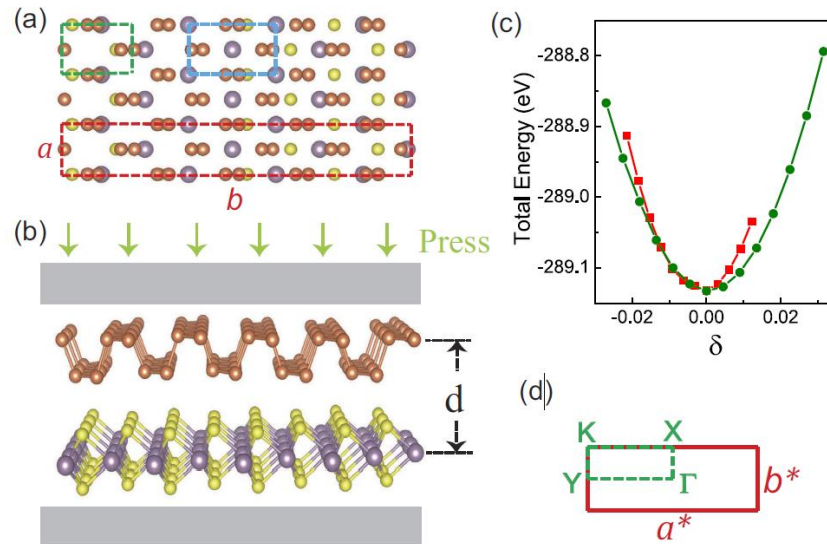 (a)
a
b
(b)
Press
d
(c)
Total Energy (eV)
-288.8
-288.9
-289.0
-289.1
-0.02 0.00 0.02
δ
(d)
K X
Y Γ
b*
a*